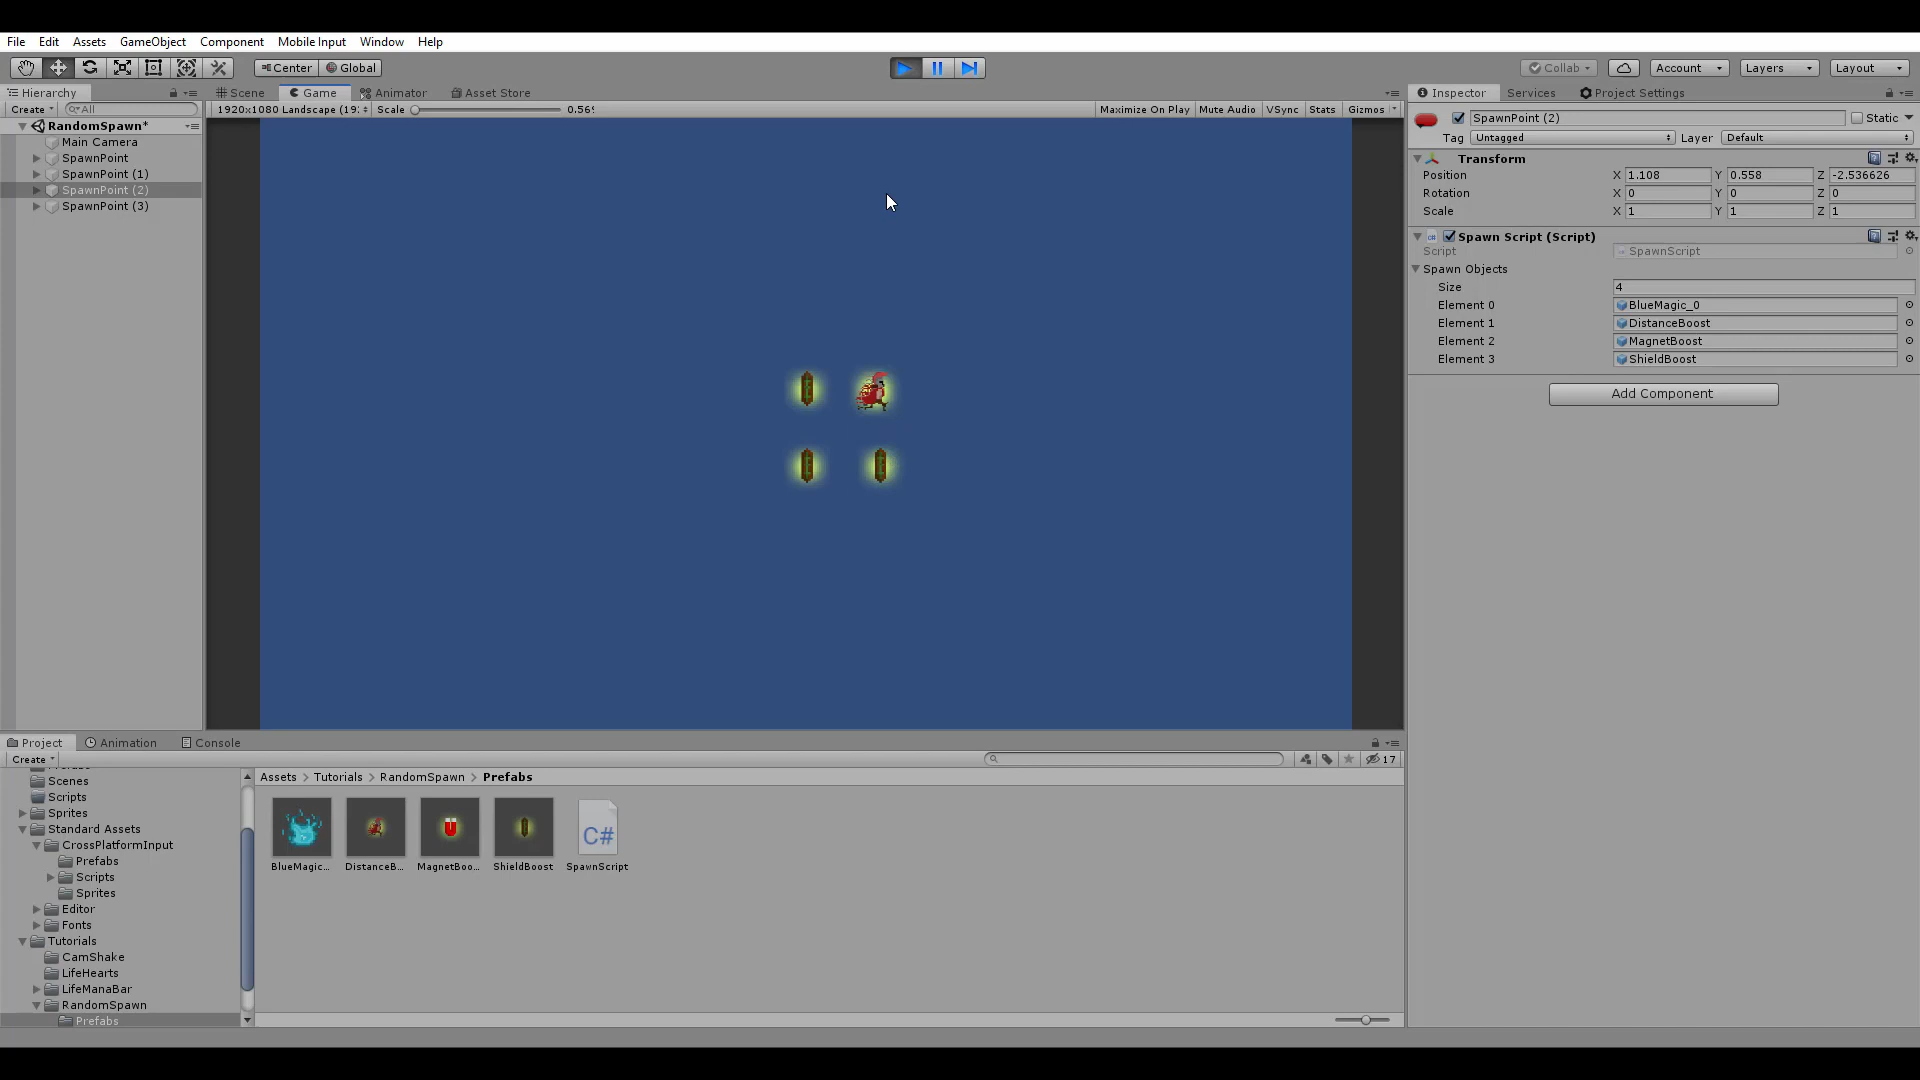 File Edit Assets GameObject Component Mobile Input Window Help
Center Global Collab Account Layers Layout
Hierarchy Scene Game Animator Asset Store Inspector Services Project Settings
Create All 1920x1080 Landscape (19: Scale 0.56 Maximize On Play Mute Audio VSync Stats Gizmos
RandomSpawn*
Main Camera
SpawnPoint
SpawnPoint (1)
SpawnPoint (2)
SpawnPoint (3)
SpawnPoint (2) Static
Tag Untagged Layer Default
Transform
Position X 1.108 Y 0.558 Z -2.536626
Rotation X 0 Y 0 Z 0
Scale X 1 Y 1 Z 1
Spawn Script (Script)
Script SpawnScript
Spawn Objects
Size 4
Element 0 BlueMagic_0
Element 1 DistanceBoost
Element 2 MagnetBoost
Element 3 ShieldBoost
Add Component
Project Animation Console
Create 17
Scenes
Scripts
Sprites
Standard Assets
CrossPlatformInput
Prefabs
Scripts
Sprites
Editor
Fonts
Tutorials
CamShake
LifeHearts
LifeManaBar
RandomSpawn
Prefabs
Assets > Tutorials > RandomSpawn > Prefabs
C#
BlueMagic... DistanceB... MagnetBoo... ShieldBoost SpawnScript